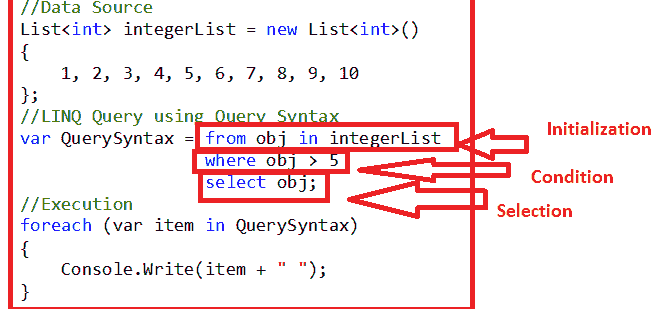 //Data Source
List<int> integerList = new List<int>()
{
1, 2, 3, 4, 5, 6, 7, 8, 9, 10
};
//LINQ Query using Query Syntax
var QuerySyntax = from obj in integerList
Initialization
where obj > 5
Condition
select obj;
Selection
//Execution
foreach (var item in QuerySyntax)
{
Console.Write(item + " ");
}